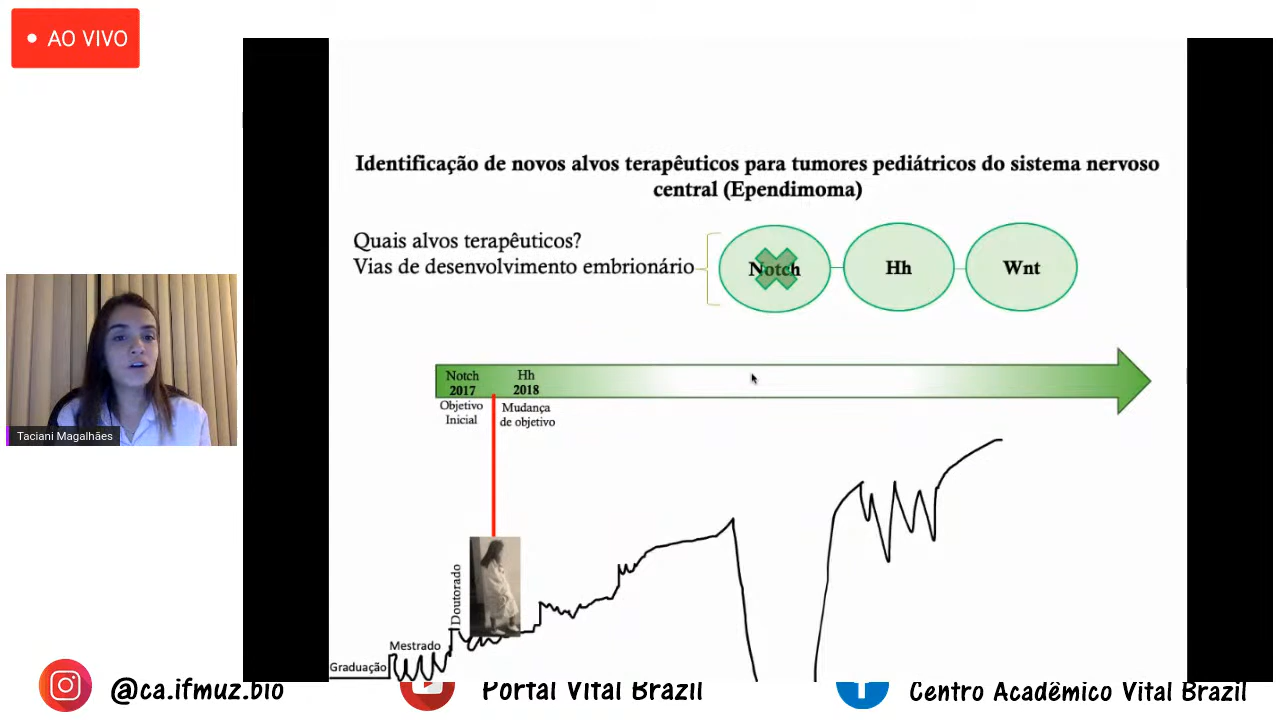 AO VIVO
Identificação de novos alvos terapêuticos para tumores pediátricos do sistema nervoso
central (Ependimoma)
Quais alvos terapêuticos?
Vias de desenvolvimento embrionário
Notch
Hh
Wnt
Notch
2017
Objetivo
Inicial
Hh
2018
Mudança
de objetivo
Taciani Magalhães
Doutorado
Mestrado
Graduação
@ca.ifmuz.bio
Portal Vital Brazil
Centro Acadêmico Vital Brazil